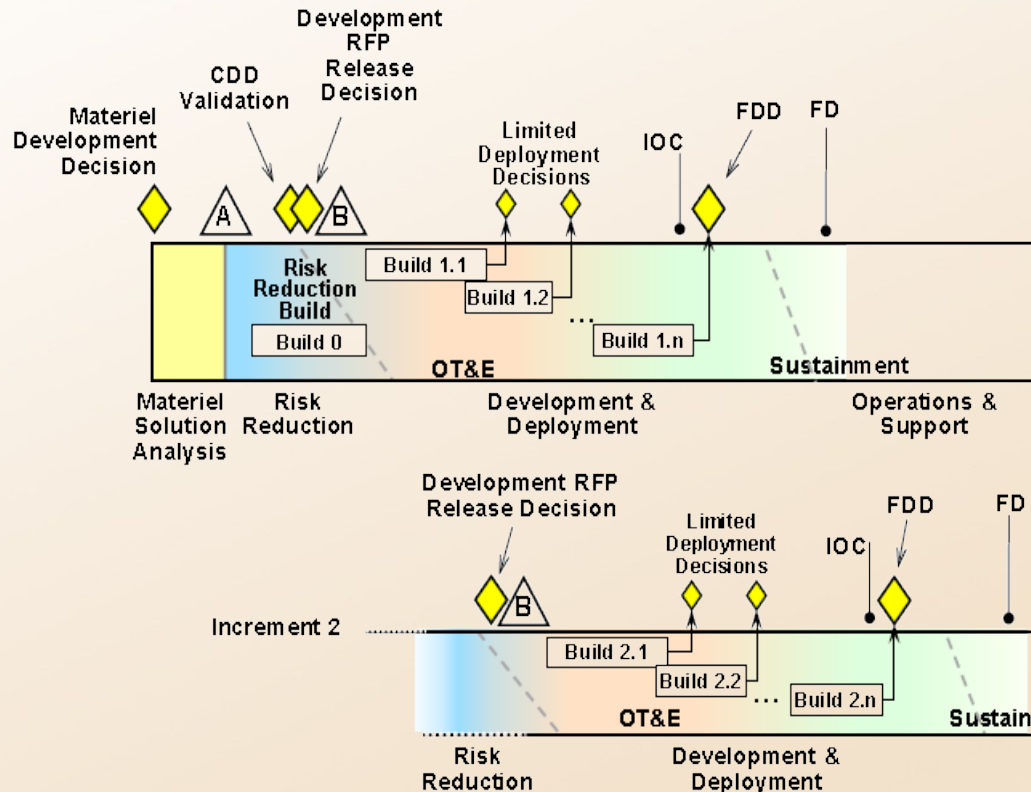 Development
RFP
Release
Decision
CDD
Validation
Materiel
Development
Decision
Limited
Deployment
Decisions
IOC
FDD
FD
A
B
Risk
Reduction
Build
Build 0
Build 1.1
Build 1.2
...
Build 1.n
OT&E
Sustainment
Materiel
Solution
Analysis
Risk
Reduction
Development &
Deployment
Operations &
Support
Development RFP
Release Decision
Limited
Deployment
Decisions
IOC
FDD
FD
B
Increment 2
Build 2.1
Build 2.2
...
Build 2.n
OT&E
Sustain
Risk
Reduction
Development &
Deployment